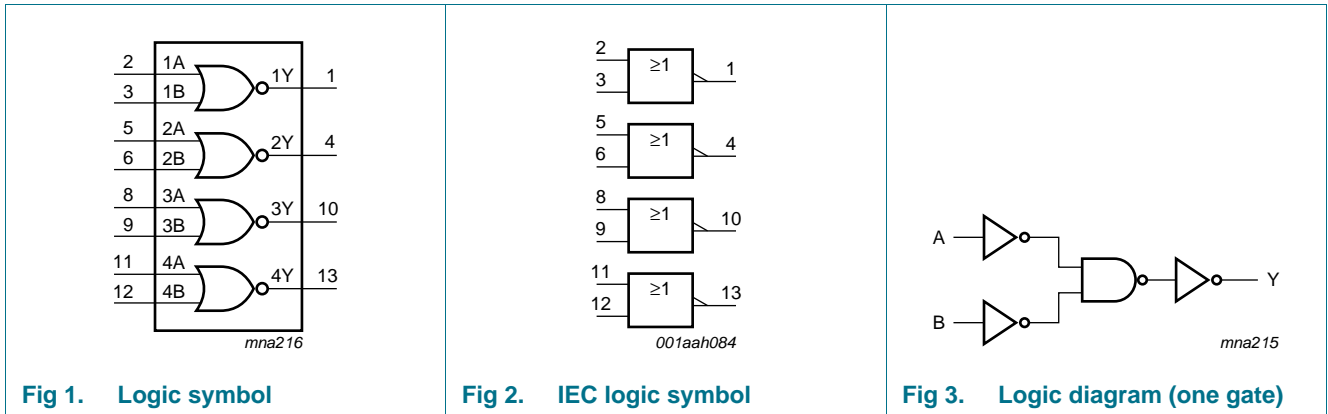 2 1A 1Y 1
3 1B
5 2A 2Y 4
6 2B
8 3A 3Y 10
9 3B
11 4A 4Y 13
12 4B
mna216
Fig 1. Logic symbol
2 ≥1 1
3
5 ≥1 4
6
8 ≥1 10
9
11 ≥1 13
12
001aah084
Fig 2. IEC logic symbol
A
Y
B
mna215
Fig 3. Logic diagram (one gate)